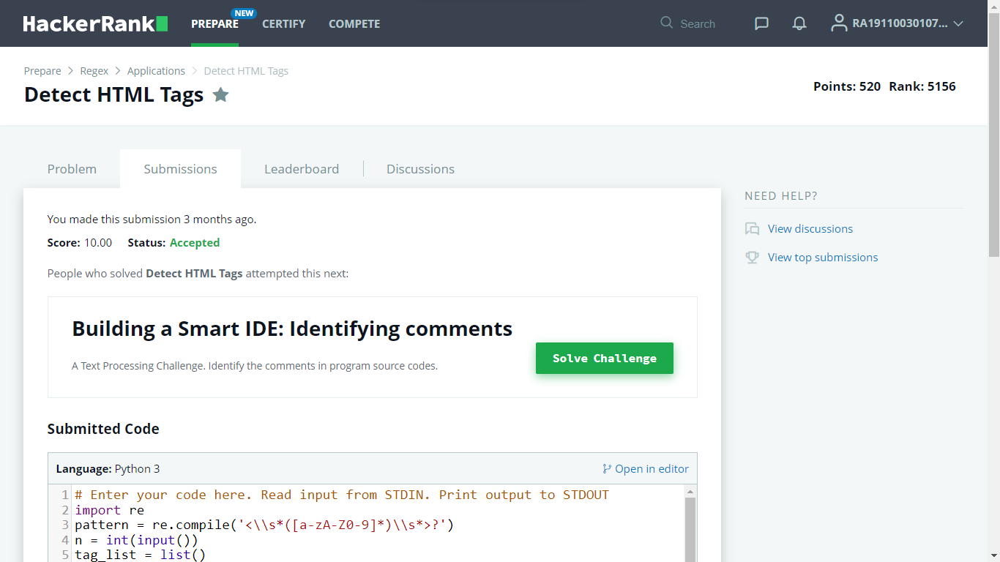 HackerRank PREPARE NEW CERTIFY COMPETE Search RA19110030107...
Prepare > Regex > Applications > Detect HTML Tags
Detect HTML Tags
Points: 520 Rank: 5156
Problem Submissions Leaderboard Discussions
You made this submission 3 months ago.
Score: 10.00 Status: Accepted
People who solved Detect HTML Tags attempted this next:
Building a Smart IDE: Identifying comments
A Text Processing Challenge. Identify the comments in program source codes.
Solve Challenge
Submitted Code
Language: Python 3 Open in editor
1 # Enter your code here. Read input from STDIN. Print output to STDOUT
2 import re
3 pattern = re.compile('<\\s*([a-zA-Z0-9]*)\\s*>?')
4 n = int(input())
5 tag_list = list()
NEED HELP?
View discussions
View top submissions